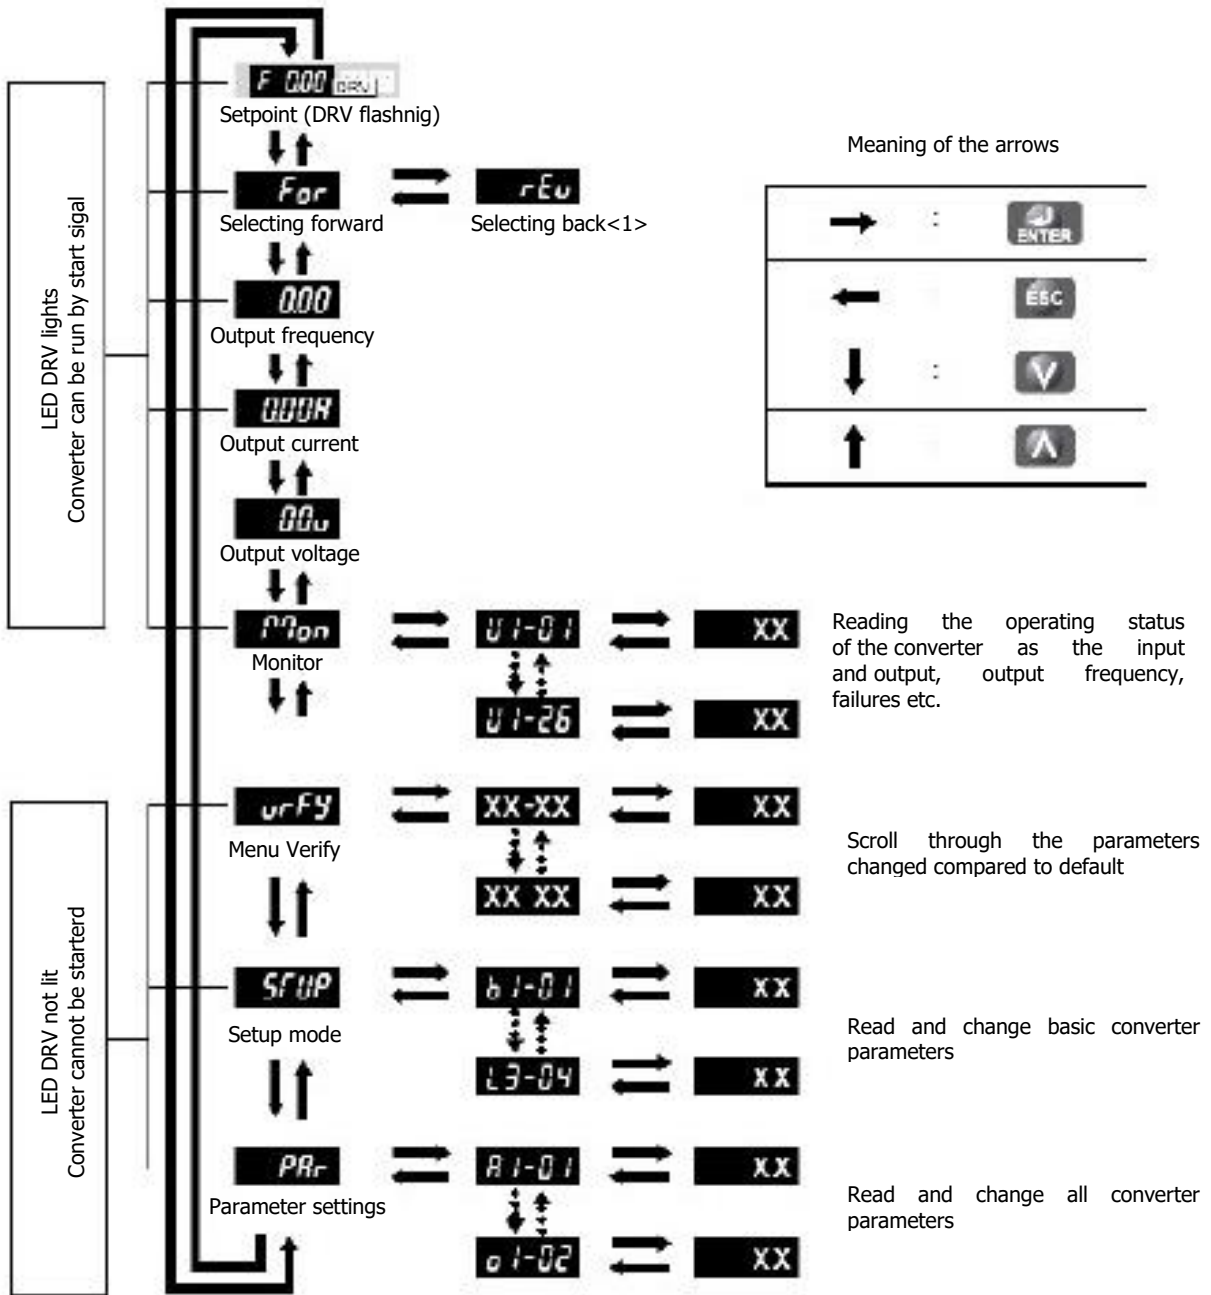 F 0.00 DRV
Setpoint (DRV flashnig)
For
rEv
Selecting forward
Selecting back<1>
0.00
Output frequency
0.00A
Output current
0.0v
Output voltage
Mon
Monitor
U1-01
XX
U1-26
XX
Reading the operating status
of the converter as the input
and output, output frequency,
failures etc.
vrFY
Menu Verify
XX-XX
XX
XX XX
XX
Scroll through the parameters
changed compared to default
STUP
Setup mode
b1-01
XX
L3-04
XX
Read and change basic converter
parameters
PAr
Parameter settings
A1-01
XX
o1-02
XX
Read and change all converter
parameters
LED DRV lights
Converter can be run by start sigal
LED DRV not lit
Converter cannot be starterd
Meaning of the arrows
: ENTER
ESC
: V
Λ